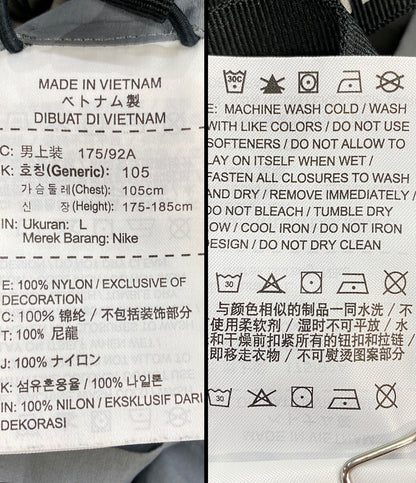 MADE IN VIETNAM
ベトナム製
DIBUAT DI VIETNAM
C: 男上装 175/92A
K: 호칭(Generic): 105
가슴둘레(Chest): 105cm
신 장(Height): 175-185cm
IN: Ukuran: L
Merek Barang: Nike
E: 100% NYLON / EXCLUSIVE OF
DECORATION
C: 100% 锦纶 / 不包括装饰部分
T: 100% 尼龍
J: 100% ナイロン
K: 섬유혼용율 / 100% 나일론
IN: 100% NILON / EKSKLUSIF DARI
DEKORASI
30C
E: MACHINE WASH COLD / WASH
WITH LIKE COLORS / DO NOT USE
SOFTENERS / DO NOT ALLOW TO
LAY ON ITSELF WHEN WET /
FASTEN ALL CLOSURES TO WASH
AND DRY / REMOVE IMMEDIATELY /
DO NOT BLEACH / TUMBLE DRY
LOW / COOL IRON / DO NOT IRON
DESIGN / DO NOT DRY CLEAN
30
与颜色相似的制品一同水洗 / 不
使用柔软剂 / 湿时不可平放 / 水
和干燥前扣紧所有的钮扣和拉链 /
即移走衣物 / 不可熨烫图案部分
30